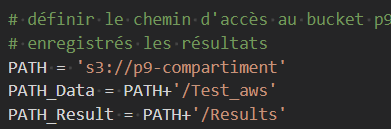 # définir le chemin d'accès au bucket p9
# enregistrés les résultats
PATH = 's3://p9-compartiment'
PATH_Data = PATH+'/Test_aws'
PATH_Result = PATH+'/Results'